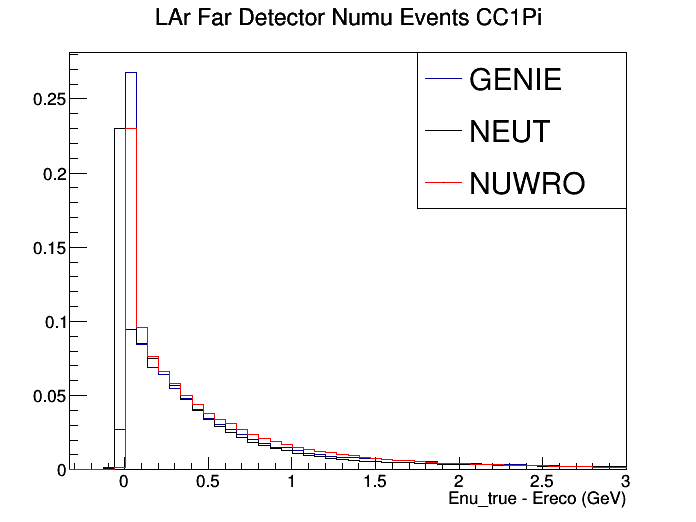 LAr Far Detector Numu Events CC1Pi
GENIE
NEUT
NUWRO
0.25
0.2
0.15
0.1
0.05
0
0 0.5 1 1.5 2 2.5 3
Enu_true - Ereco (GeV)